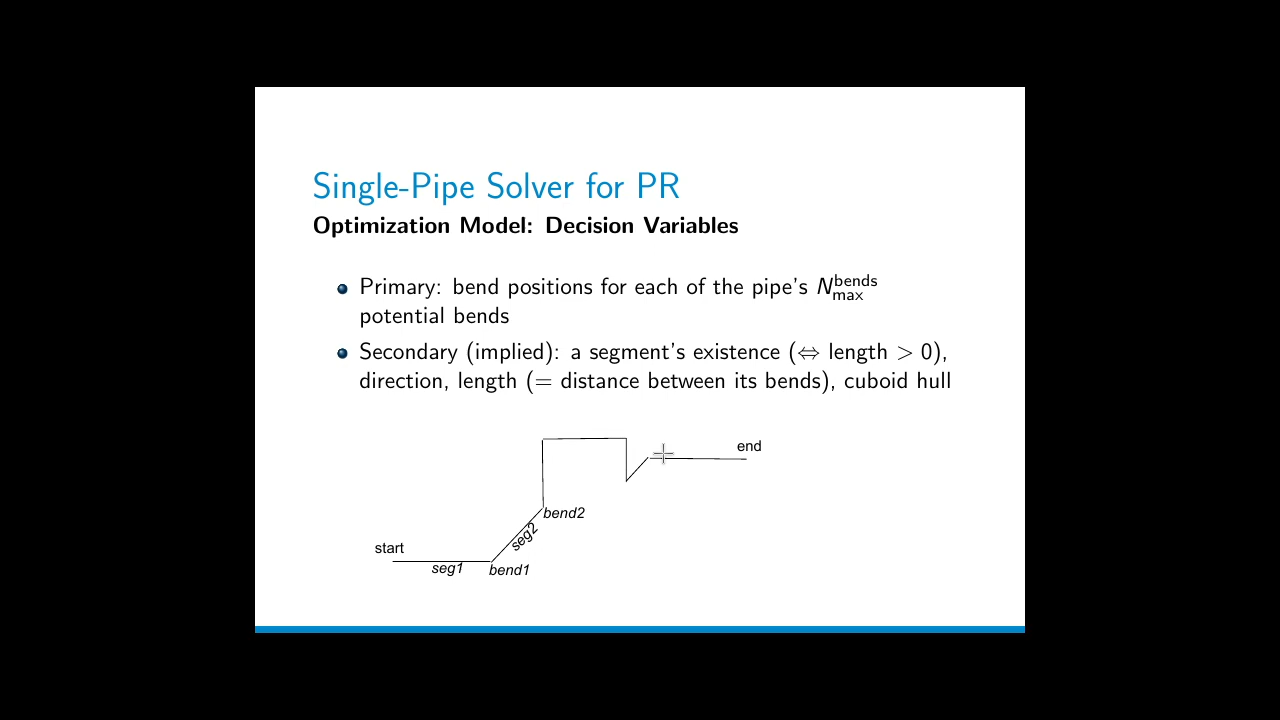 Single-Pipe Solver for PR
Optimization Model: Decision Variables
Primary: bend positions for each of the pipe's N^bends_max
potential bends
Secondary (implied): a segment's existence (⇔ length > 0),
direction, length (= distance between its bends), cuboid hull
end
bend2
seg2
start
seg1
bend1